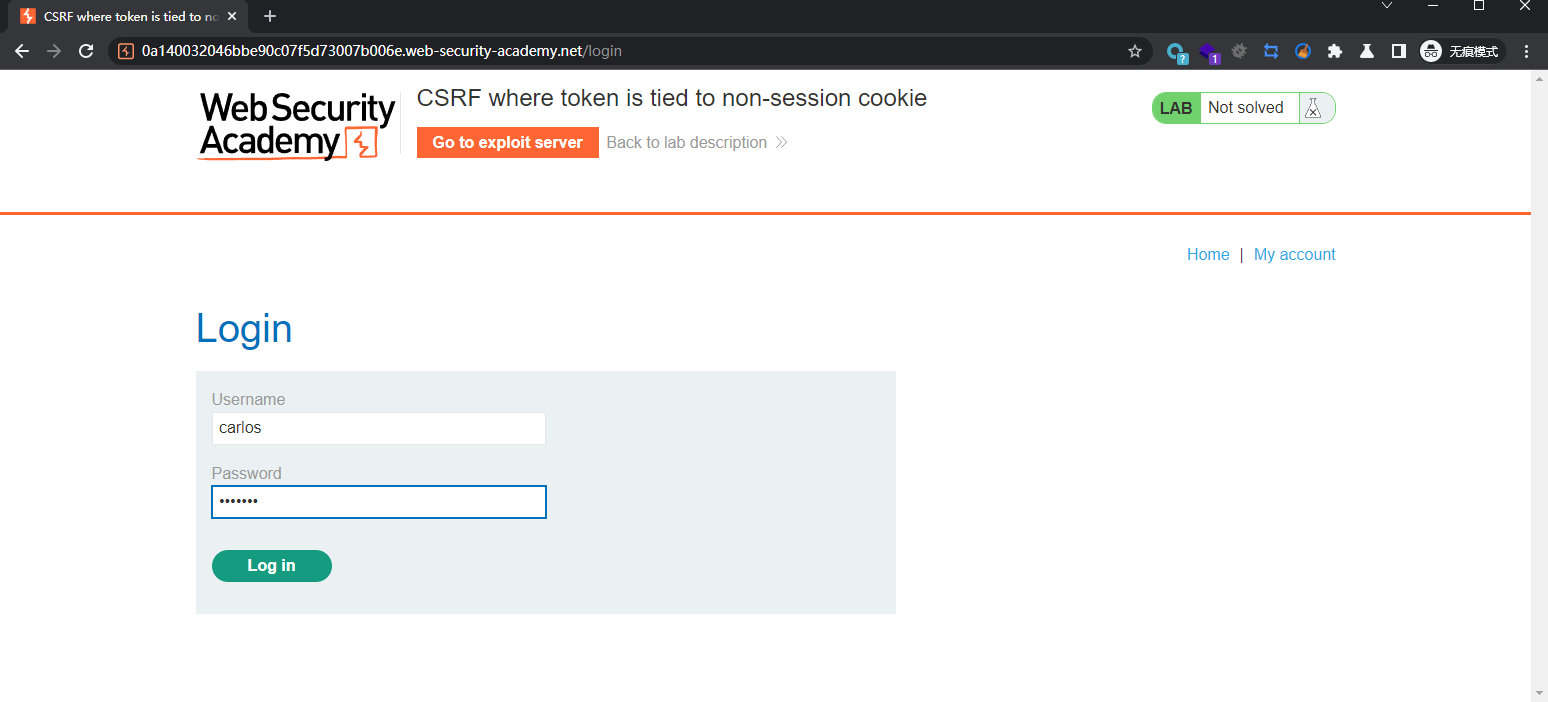 CSRF where token is tied to no
0a140032046bbe90c07f5d73007b006e.web-security-academy.net/login
?
1
无痕模式
Web Security
Academy
CSRF where token is tied to non-session cookie
LAB Not solved
Go to exploit server Back to lab description
Home | My account
Login
Username
carlos
Password
•••••••
Log in